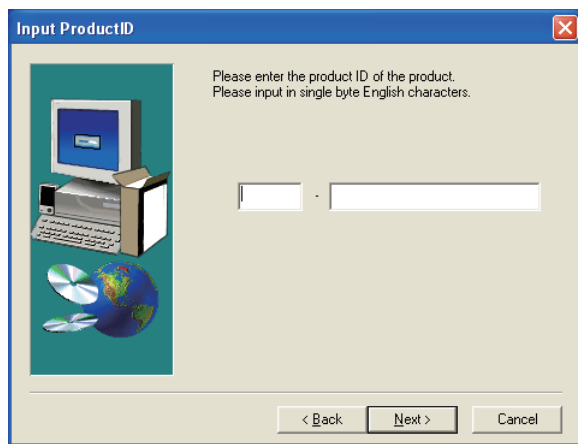 Input ProductID
Please enter the product ID of the product.
Please input in single byte English characters.
-
< Back
Next >
Cancel